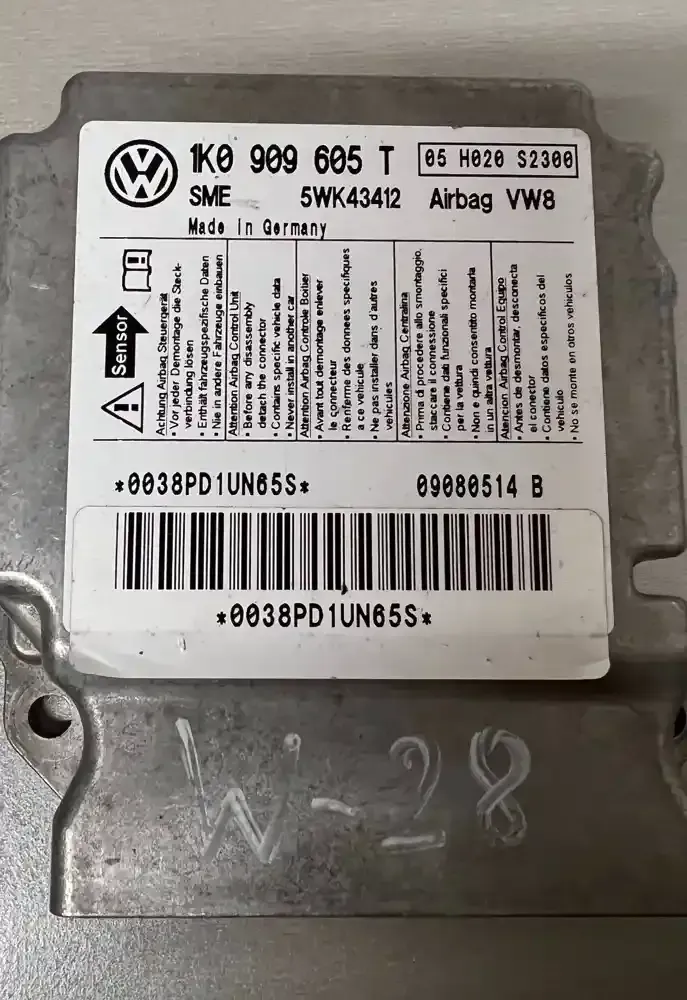 1K0 909 605 T
05 H020 S2300
SME 5WK43412 Airbag VW8
Made in Germany
Sensor
Achtung Airbag Steuergerät
• Vor jeder Demontage die Steck-
verbindung lösen
• Enthält fahrzeugspezifische Daten
• Nie in andere Fahrzeuge einbauen
Attention Airbag Control Unit
• Before any disassembly
detach the connector
• Contains specific vehicle data
• Never install in another car
Attention Airbag Controle Boitier
• Avant tout demontage enlever
le connecteur
• Renferme des donnees specifiques
a ce vehicule
• Ne pas installer dans d'autres
vehicules
Attenzione Airbag Centralina
• Prima di procedere allo smontaggio,
staccare il connessione
• Contiene dati funzionali specifici
per la vettura
• Non e quindi consentito montarla
in un altra vettura
Atencion Airbag Control Equipo
• Antes de desmontar, desconecta
el conector
• Contiene datos especificos del
vehiculo
• No se monte en otros vehiculos
*0038PD1UN65S* 09080514 B
*0038PD1UN65S*
W-28